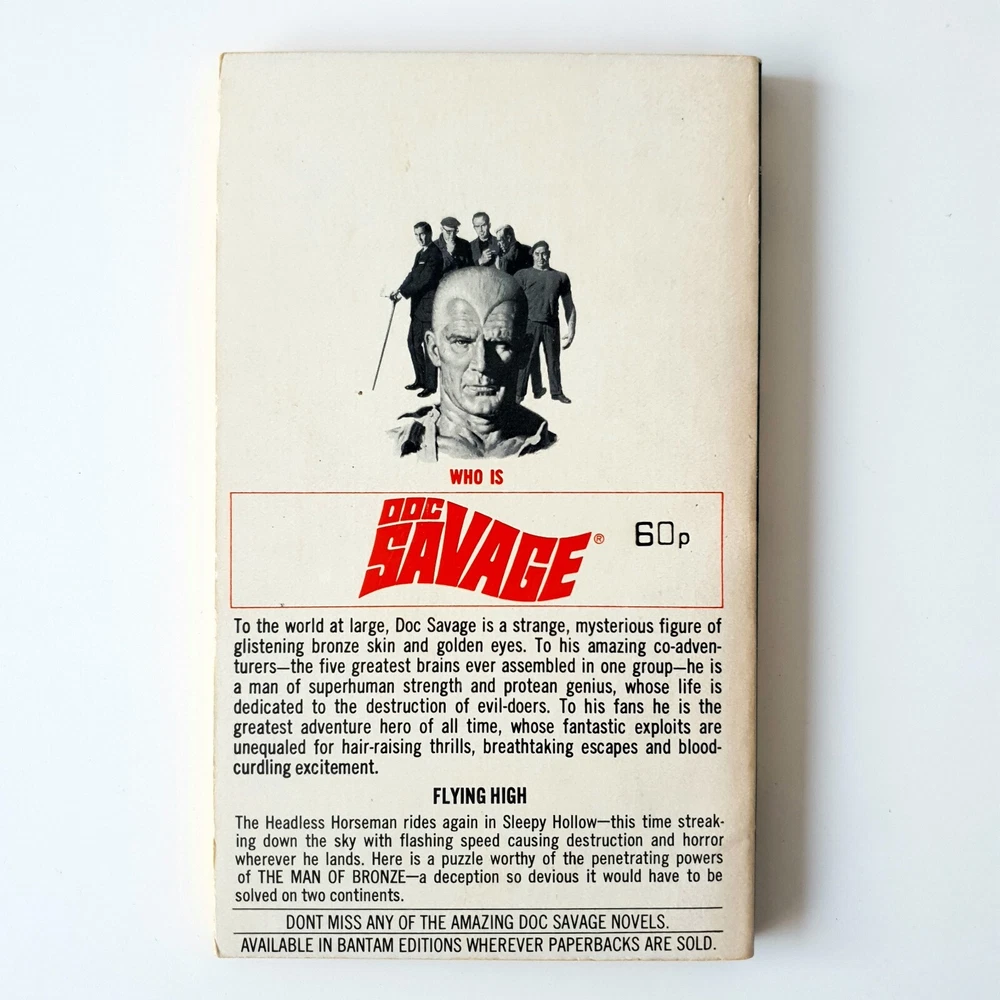 WHO IS
DOC
SAVAGE®
60p
To the world at large, Doc Savage is a strange, mysterious figure of
glistening bronze skin and golden eyes. To his amazing co-adven-
turers—the five greatest brains ever assembled in one group—he is
a man of superhuman strength and protean genius, whose life is
dedicated to the destruction of evil-doers. To his fans he is the
greatest adventure hero of all time, whose fantastic exploits are
unequaled for hair-raising thrills, breathtaking escapes and blood-
curdling excitement.
FLYING HIGH
The Headless Horseman rides again in Sleepy Hollow—this time streak-
ing down the sky with flashing speed causing destruction and horror
wherever he lands. Here is a puzzle worthy of the penetrating powers
of THE MAN OF BRONZE—a deception so devious it would have to be
solved on two continents.
DONT MISS ANY OF THE AMAZING DOC SAVAGE NOVELS.
AVAILABLE IN BANTAM EDITIONS WHEREVER PAPERBACKS ARE SOLD.